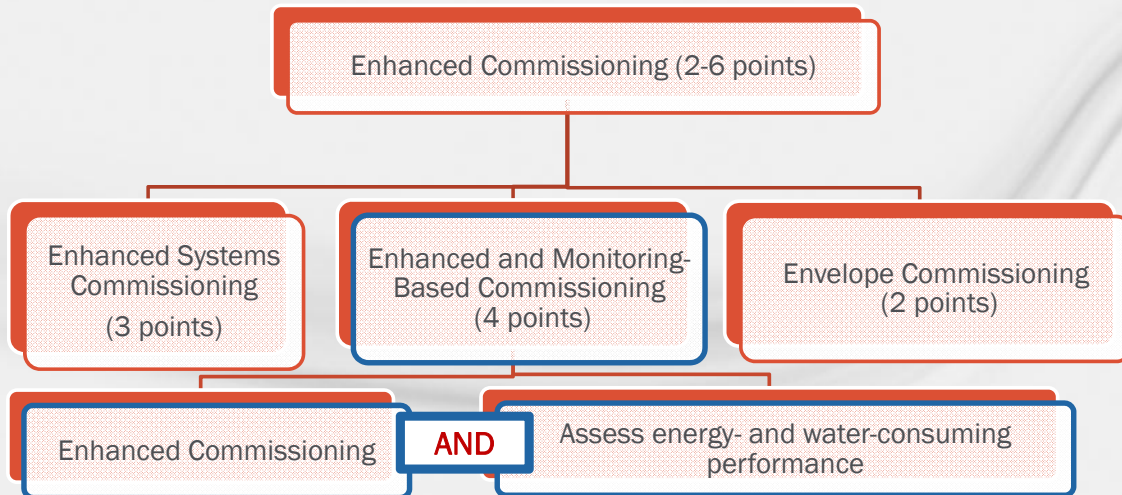 Enhanced Commissioning (2-6 points)
Enhanced Systems
Commissioning
(3 points)
Enhanced and Monitoring-
Based Commissioning
(4 points)
Envelope Commissioning
(2 points)
Enhanced Commissioning
AND
Assess energy- and water-consuming
performance